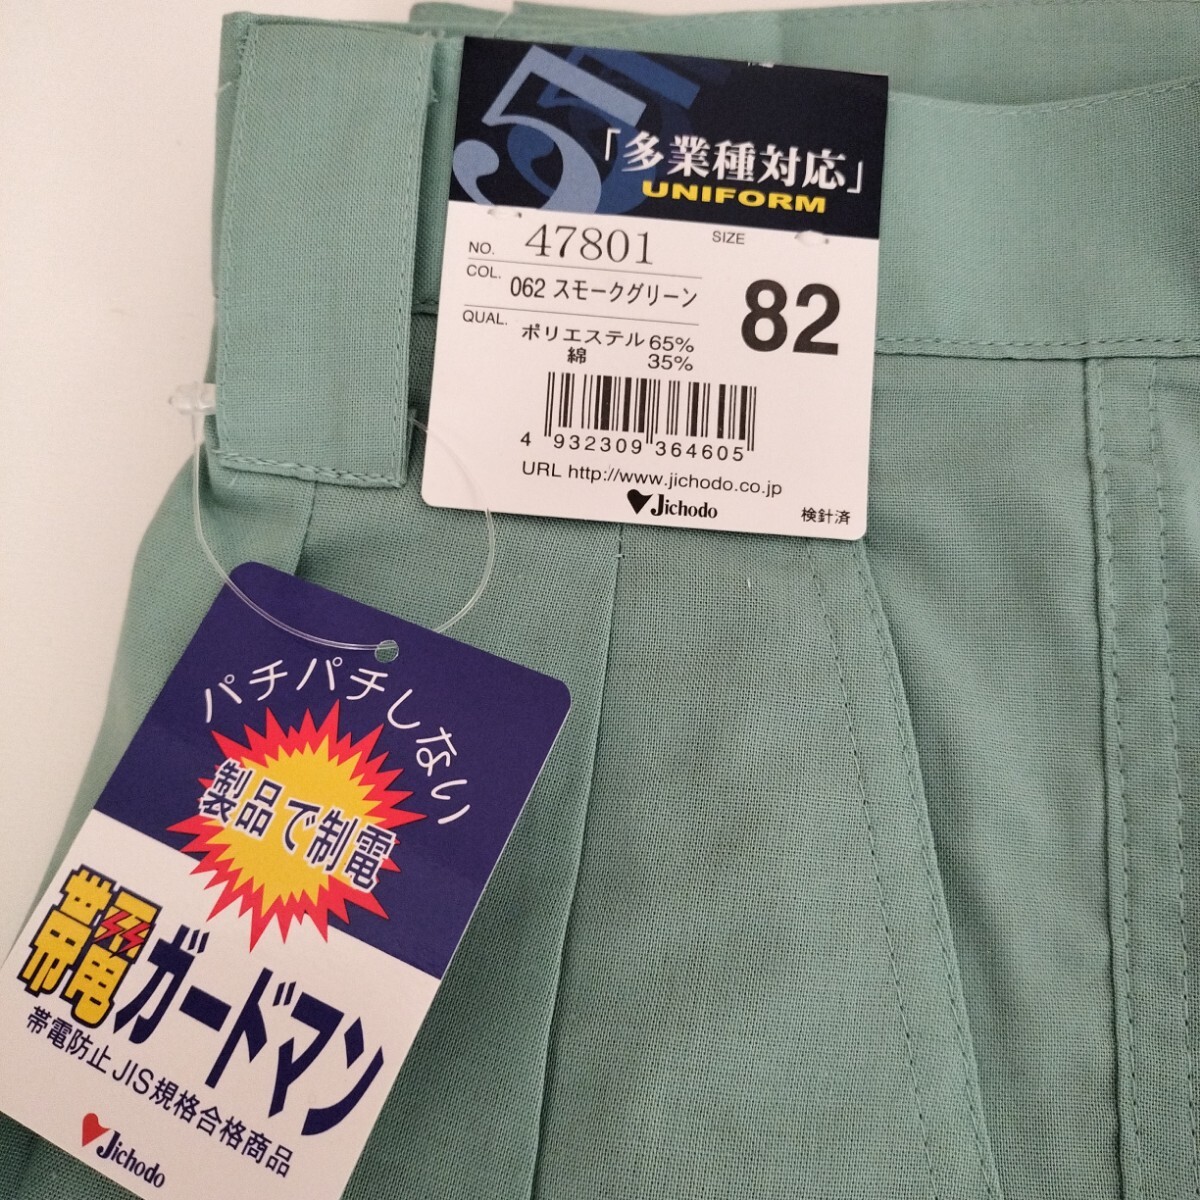 5
「多業種対応」
UNIFORM
NO. 47801
SIZE
82
COL. 062 スモークグリーン
QUAL. ポリエステル 65%
綿 35%
4 932309 364605
URL http://www.jichodo.co.jp
Jichodo
検針済
パチパチしない
製品で制電
帯電ガードマン
帯電防止 JIS規格合格商品
Jichodo